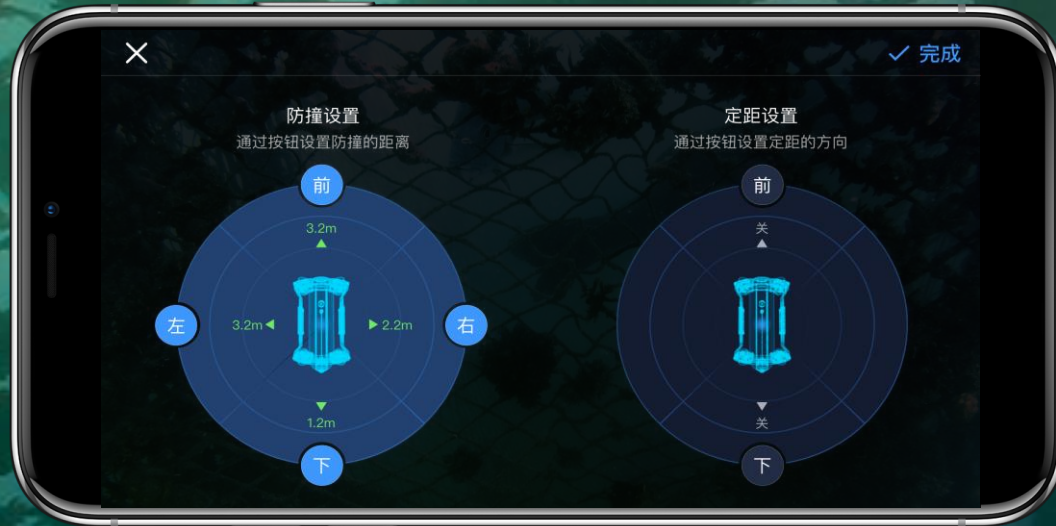 完成
防撞设置
通过按钮设置防撞的距离
前
3.2m
左
3.2m
2.2m
右
1.2m
下
定距设置
通过按钮设置定距的方向
前
关
关
下